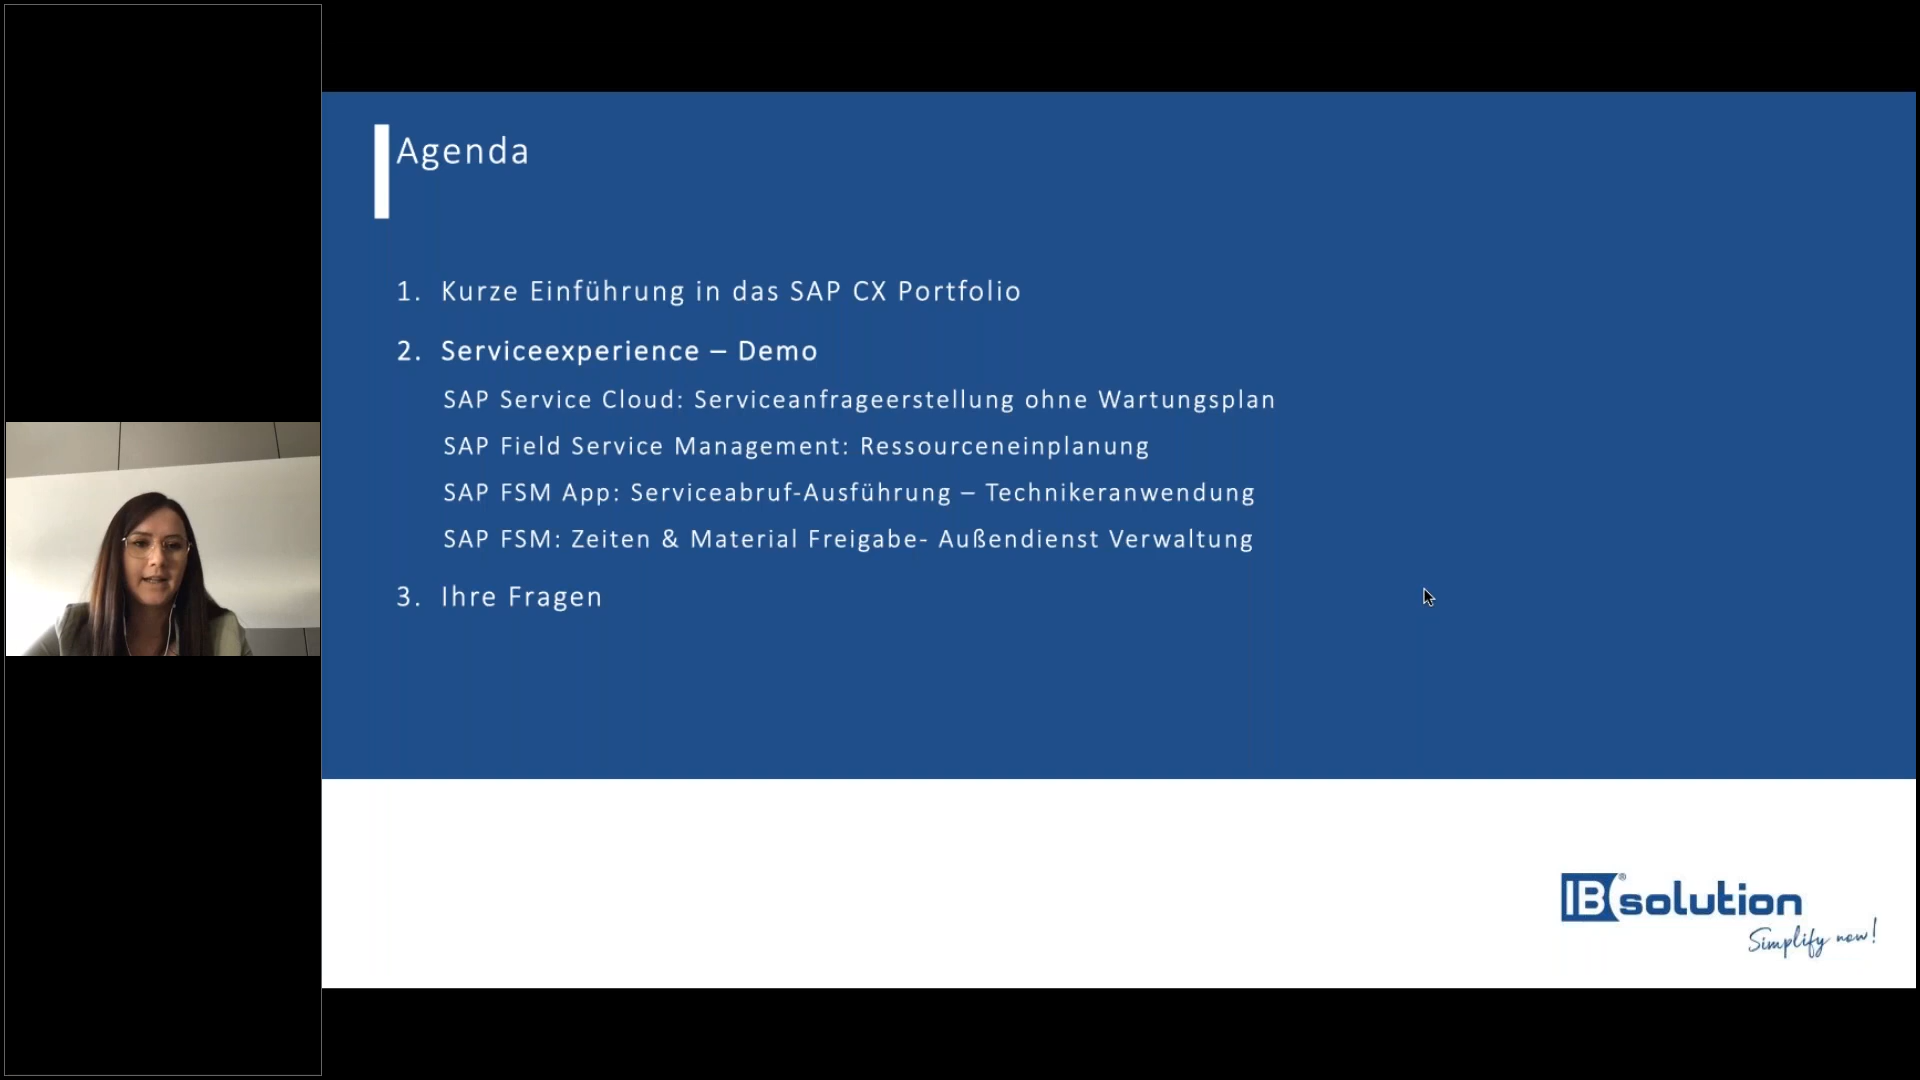 Agenda
1. Kurze Einführung in das SAP CX Portfolio
2. Serviceexperience – Demo
SAP Service Cloud: Serviceanfrageerstellung ohne Wartungsplan
SAP Field Service Management: Ressourceneinplanung
SAP FSM App: Serviceabruf-Ausführung – Technikeranwendung
SAP FSM: Zeiten & Material Freigabe- Außendienst Verwaltung
3. Ihre Fragen
IBsolution®
Simplify now!